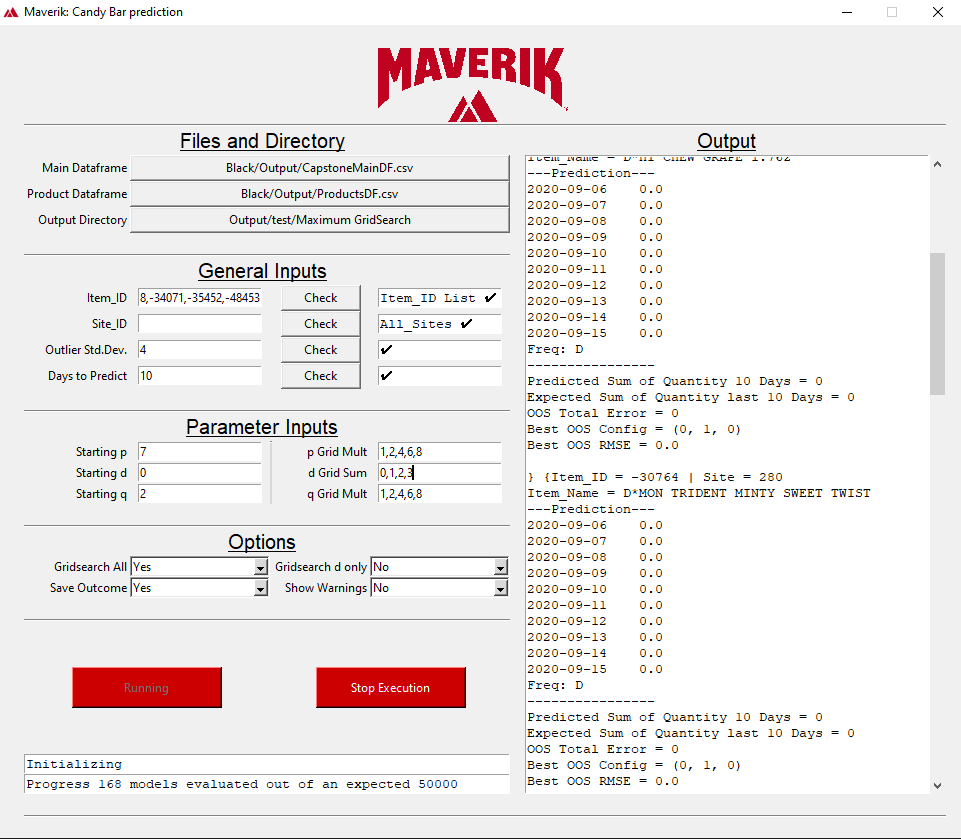 Maverik: Candy Bar prediction
MAVERIK
Files and Directory
Main Dataframe Black/Output/CapstoneMainDF.csv
Product Dataframe Black/Output/ProductsDF.csv
Output Directory Output/test/Maximum GridSearch
General Inputs
Item_ID 8,-34071,-35452,-48453 Check Item_ID List ✔
Site_ID Check All_Sites ✔
Outlier Std.Dev. 4 Check ✔
Days to Predict 10 Check ✔
Parameter Inputs
Starting p 7 p Grid Mult 1,2,4,6,8
Starting d 0 d Grid Sum 0,1,2,3
Starting q 2 q Grid Mult 1,2,4,6,8
Options
Gridsearch All Yes Gridsearch d only No
Save Outcome Yes Show Warnings No
Running Stop Execution
Initializing
Progress 168 models evaluated out of an expected 50000
Output
Item_Name = D*HI CHEW GRAPE 1.762
---Prediction---
2020-09-06 0.0
2020-09-07 0.0
2020-09-08 0.0
2020-09-09 0.0
2020-09-10 0.0
2020-09-11 0.0
2020-09-12 0.0
2020-09-13 0.0
2020-09-14 0.0
2020-09-15 0.0
Freq: D
----------------
Predicted Sum of Quantity 10 Days = 0
Expected Sum of Quantity last 10 Days = 0
OOS Total Error = 0
Best OOS Config = (0, 1, 0)
Best OOS RMSE = 0.0
} {Item_ID = -30764 | Site = 280
Item_Name = D*MON TRIDENT MINTY SWEET TWIST
---Prediction---
2020-09-06 0.0
2020-09-07 0.0
2020-09-08 0.0
2020-09-09 0.0
2020-09-10 0.0
2020-09-11 0.0
2020-09-12 0.0
2020-09-13 0.0
2020-09-14 0.0
2020-09-15 0.0
Freq: D
----------------
Predicted Sum of Quantity 10 Days = 0
Expected Sum of Quantity last 10 Days = 0
OOS Total Error = 0
Best OOS Config = (0, 1, 0)
Best OOS RMSE = 0.0